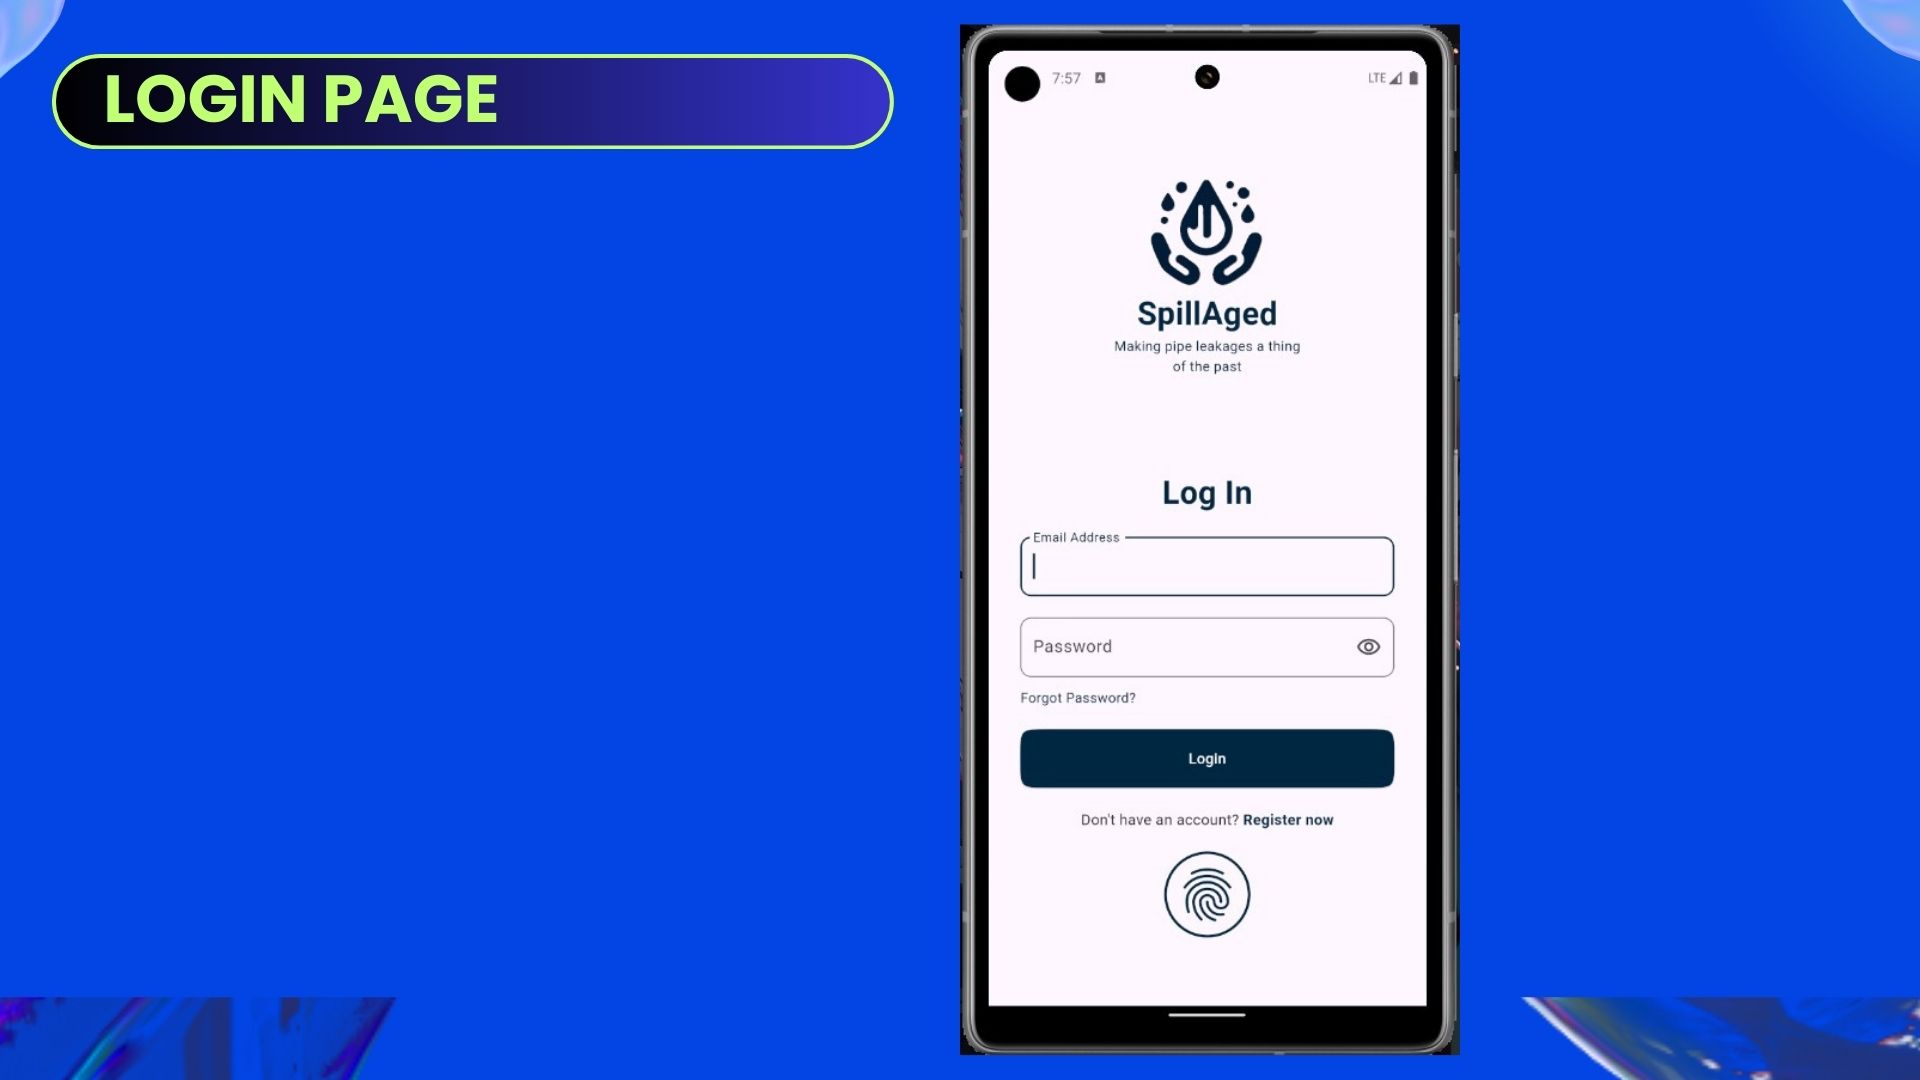 LOGIN PAGE
7:57
LTE
SpillAged
Making pipe leakages a thing
of the past
Log In
Email Address
Password
Forgot Password?
LogIn
Don't have an account? Register now